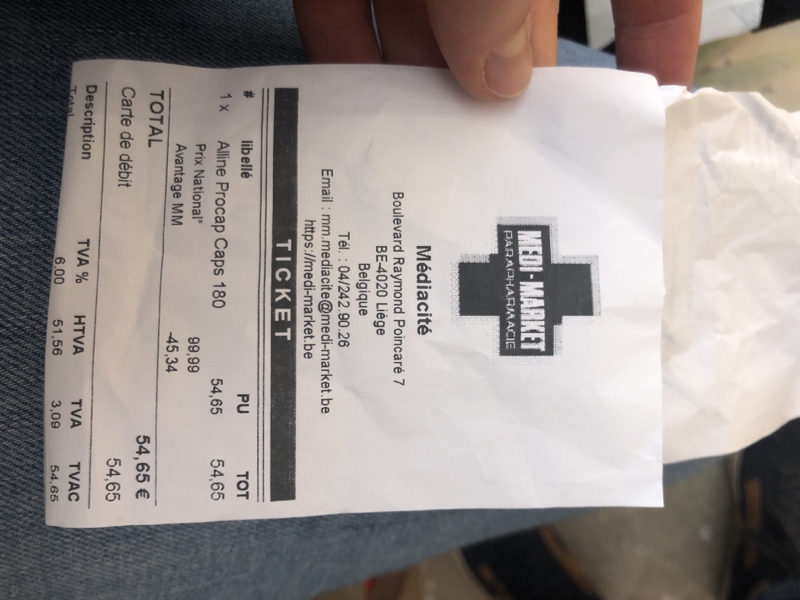 MEDI-MARKET
PARAPHARMACIE
Médiacité
Boulevard Raymond Poincaré 7
BE-4020 Liège
Belgique
Tél. : 04/242.90.26
Email : mm.mediacite@medi-market.be
https://medi-market.be
TICKET
# libellé PU TOT
1 x Alline Procap Caps 180 54,65 54,65
Prix National* 99,99
Avantage MM -45,34
TOTAL 54,65 €
Carte de débit 54,65
Description TVA % HTVA TVA TVAC
Total 6.00 51,56 3,09 54,65